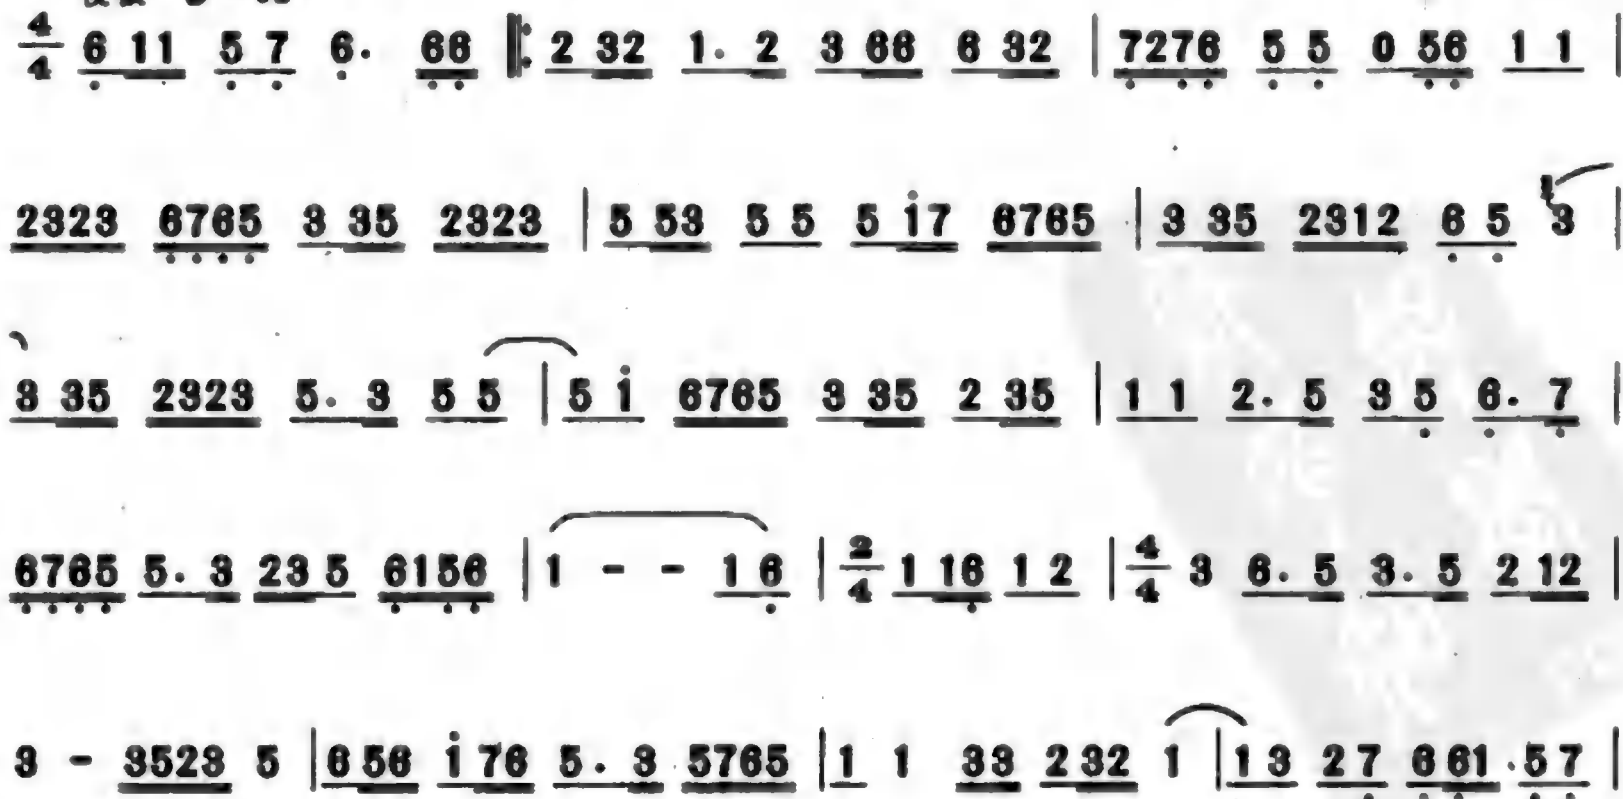 4/4 6 11 5 7 6. 66 ‖: 2 32 1. 2 3 66 6 32 | 7276 5 5 0 56 1 1 |
2323 6765 3 35 2323 | 5 53 5 5 5 i7 6765 | 3 35 2312 6 5 3 |
3 35 2323 5. 3 5 5 | 5 i 6765 3 35 2 35 | 1 1 2. 5 3 5 6. 7 |
6765 5. 3 23 5 6156 | 1 - - 1 6 | 2/4 1 16 1 2 | 4/4 3 6. 5 3. 5 2 12 |
3 - 3523 5 | 6 56 i 76 5. 3 5765 | 1 1 33 2 32 1 | 1 3 2 7 6 61 5 7 |